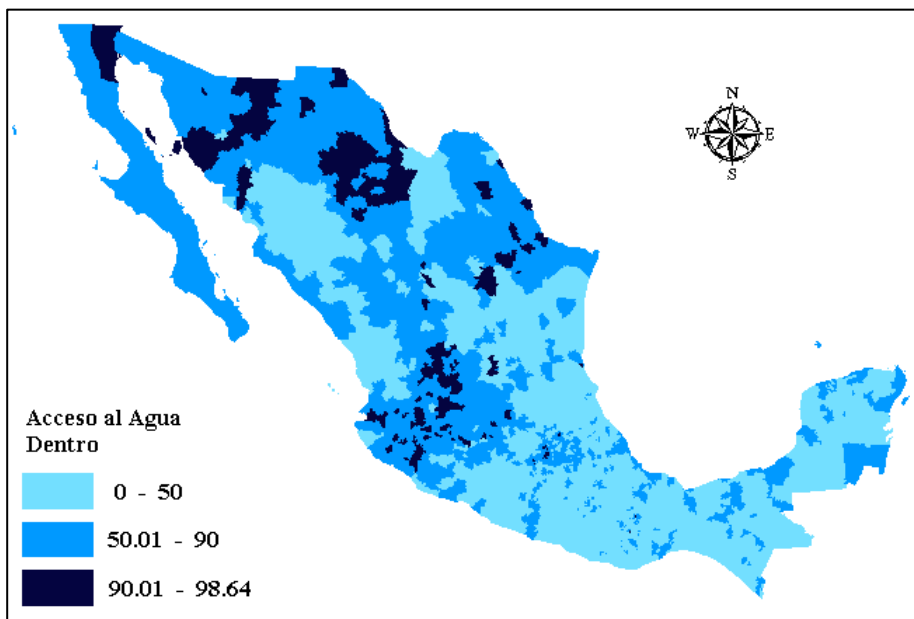 N
W E
S
Acceso al Agua
Dentro
0 - 50
50.01 - 90
90.01 - 98.64